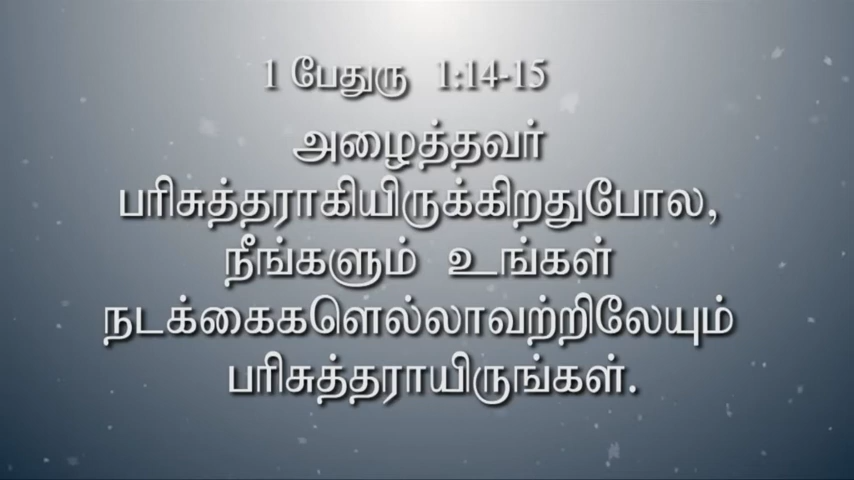 1 பேதுரு 1:14-15
அழைத்தவர்
பரிசுத்தராகியிருக்கிறதுபோல,
நீங்களும் உங்கள்
நடக்கைகளெல்லாவற்றிலேயும்
பரிசுத்தராயிருங்கள்.